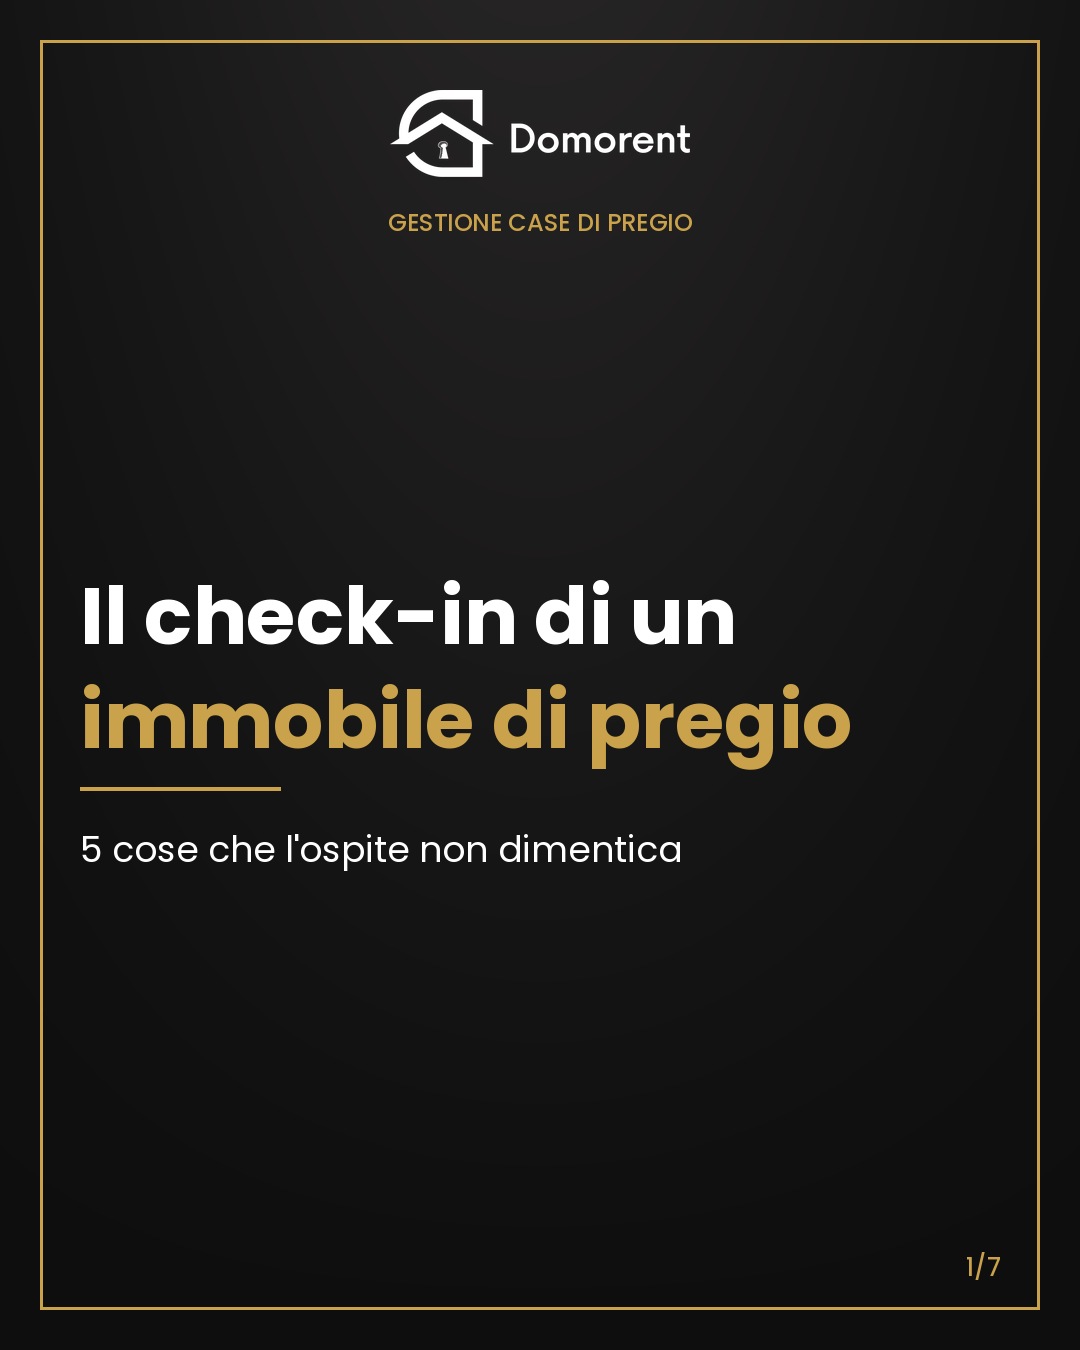 Domorent
GESTIONE CASE DI PREGIO
Il check-in di un
immobile di pregio
5 cose che l'ospite non dimentica
1/7